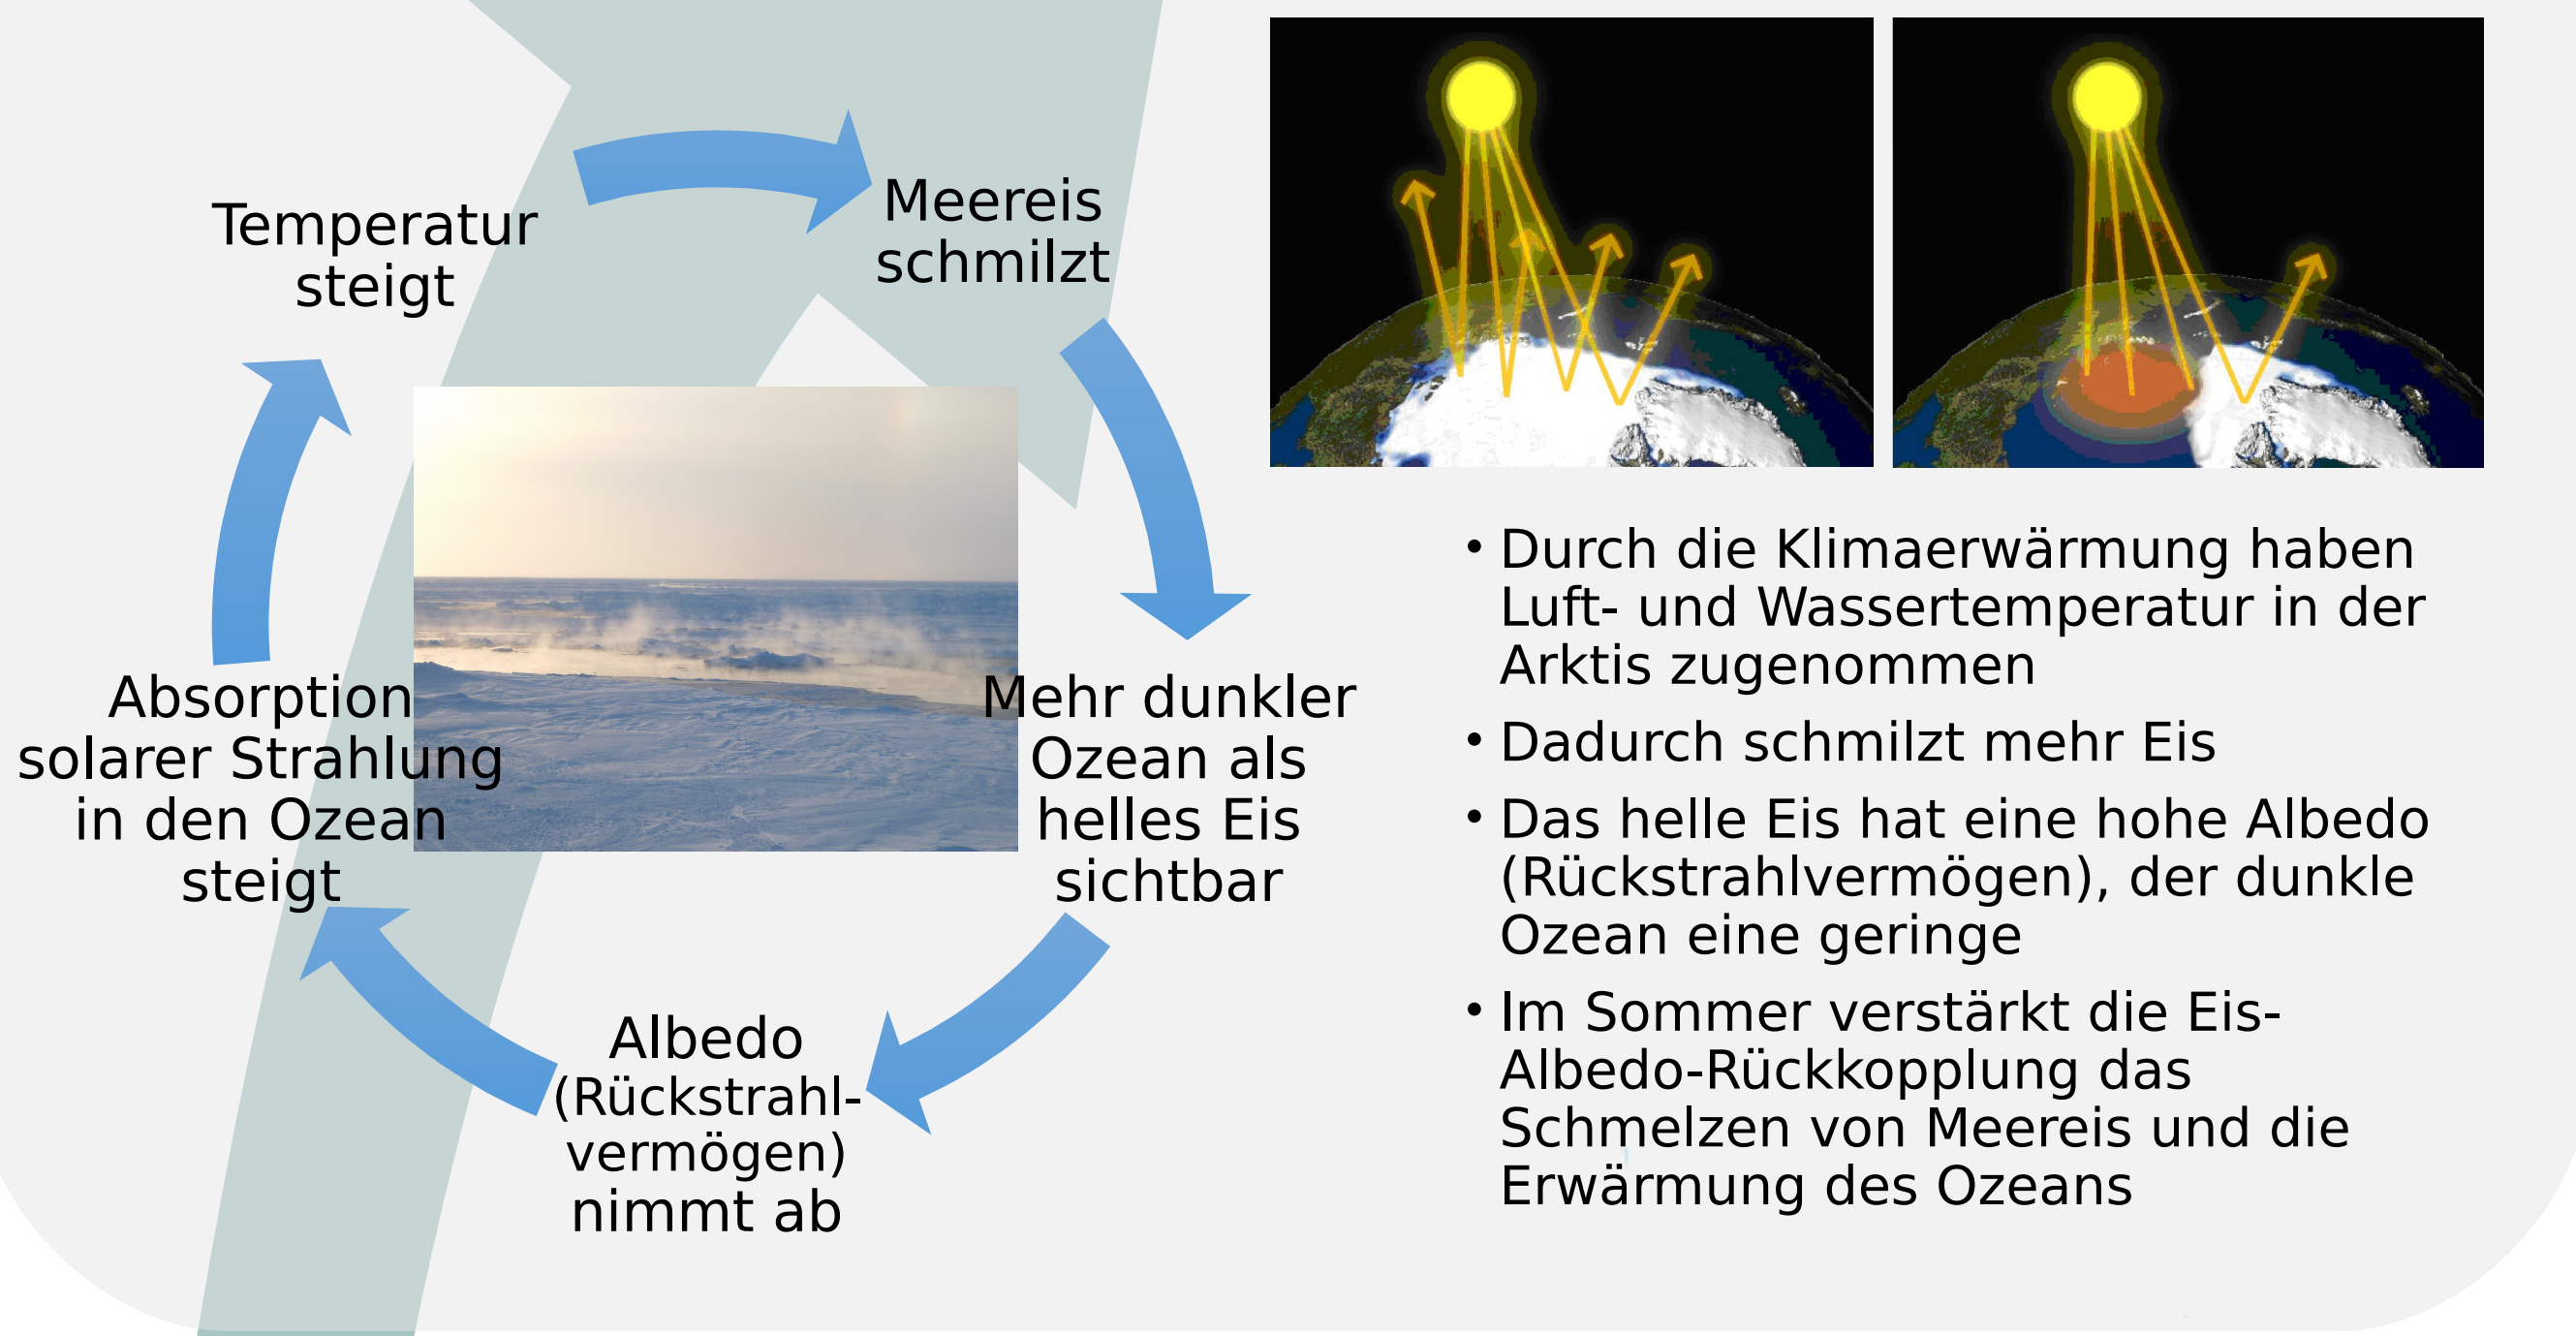 Temperatur
steigt
Meereis
schmilzt
Mehr dunkler
Ozean als
helles Eis
sichtbar
Albedo
(Rückstrahl-
vermögen)
nimmt ab
Absorption
solarer Strahlung
in den Ozean
steigt
• Durch die Klimaerwärmung haben
Luft- und Wassertemperatur in der
Arktis zugenommen
• Dadurch schmilzt mehr Eis
• Das helle Eis hat eine hohe Albedo
(Rückstrahlvermögen), der dunkle
Ozean eine geringe
• Im Sommer verstärkt die Eis-
Albedo-Rückkopplung das
Schmelzen von Meereis und die
Erwärmung des Ozeans